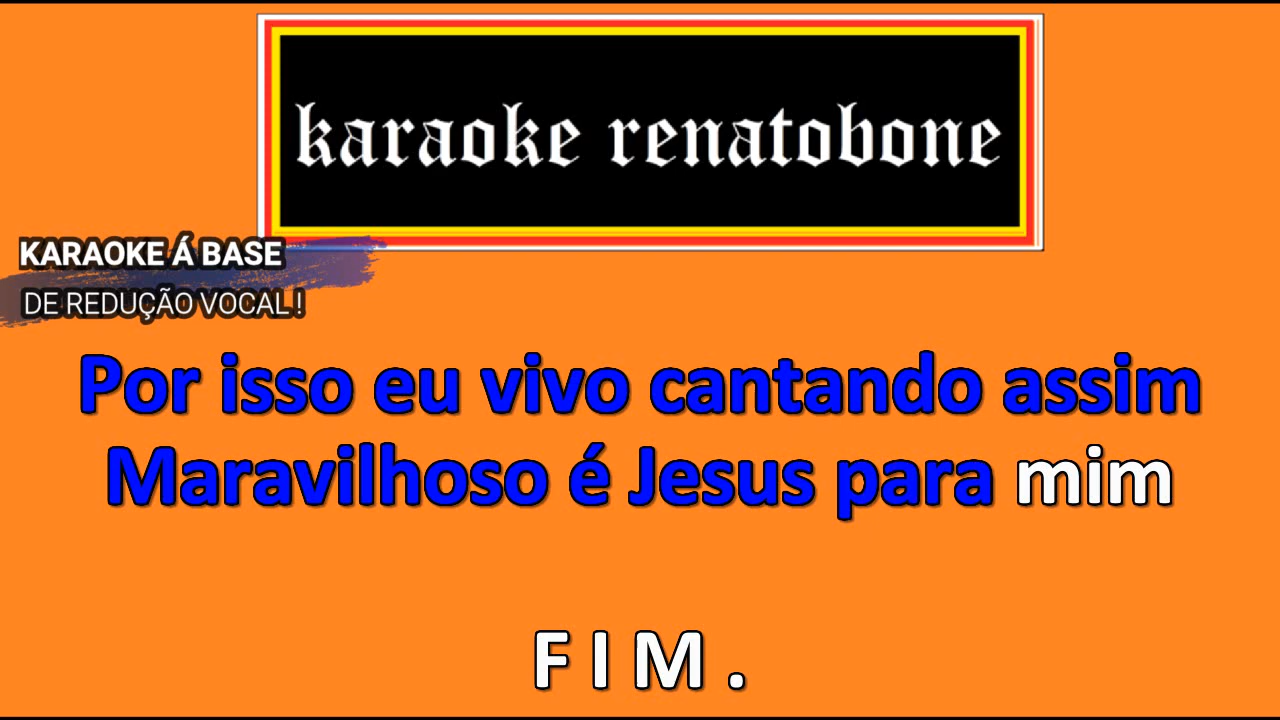 karaoke renatobone
KARAOKE Á BASE
DE REDUÇÃO VOCAL !
Por isso eu vivo cantando assim
Maravilhoso é Jesus para mim
F I M .